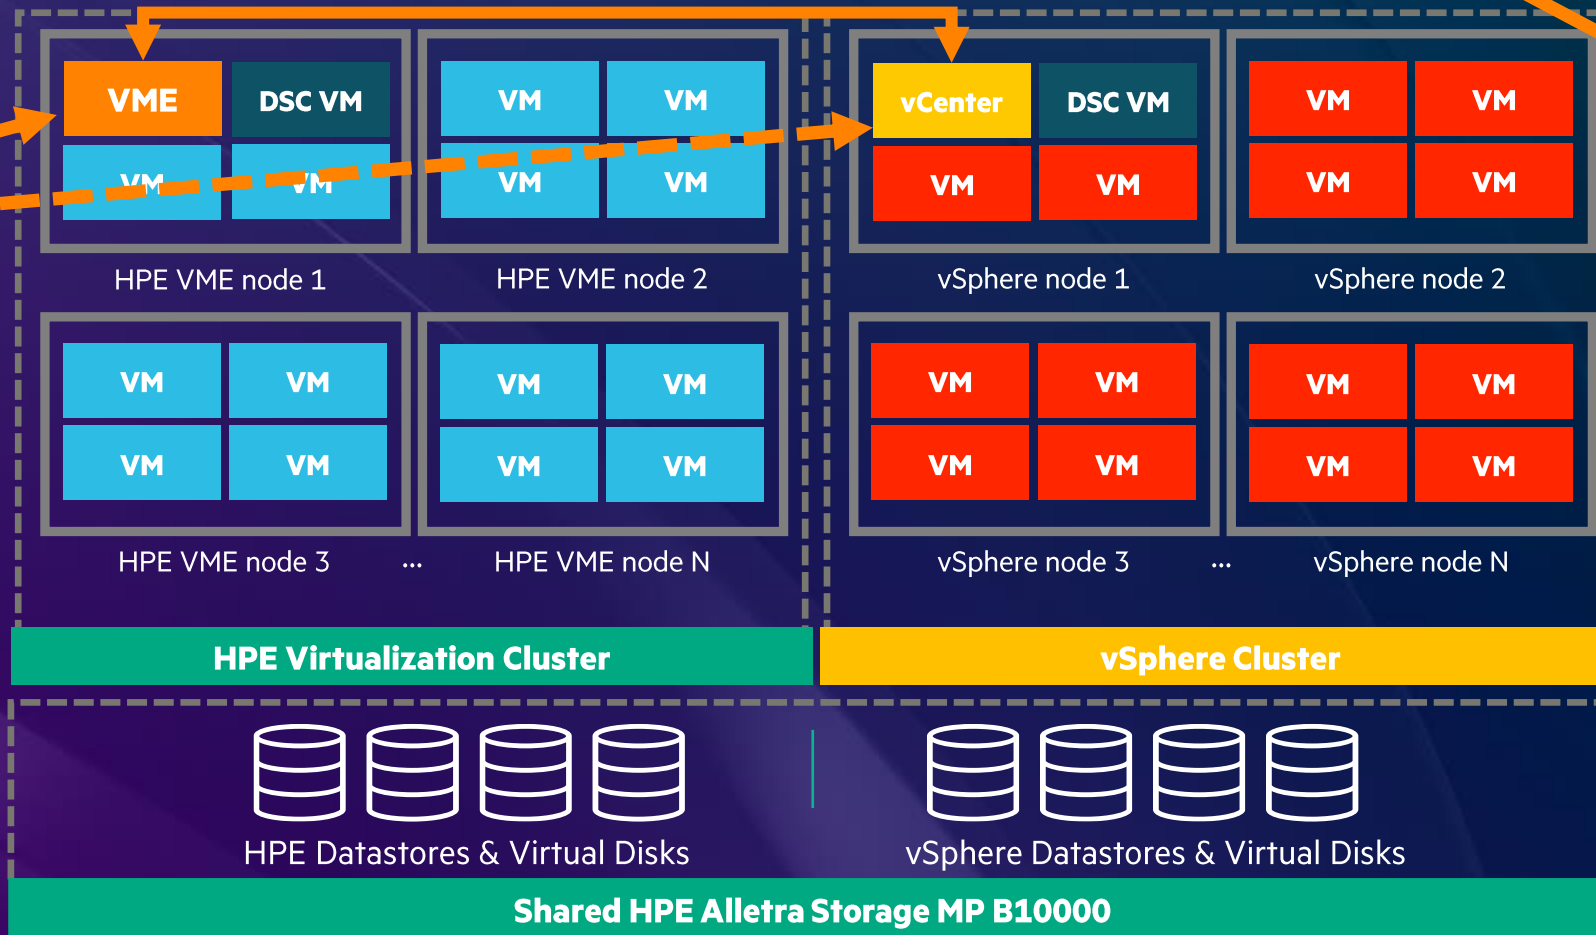 VME DSC VM VM VM
VM VM VM VM
HPE VME node 1 HPE VME node 2
VM VM VM VM
VM VM VM VM
HPE VME node 3 ... HPE VME node N
HPE Virtualization Cluster
vCenter DSC VM VM VM
VM VM VM VM
vSphere node 1 vSphere node 2
VM VM VM VM
VM VM VM VM
vSphere node 3 ... vSphere node N
vSphere Cluster
HPE Datastores & Virtual Disks vSphere Datastores & Virtual Disks
Shared HPE Alletra Storage MP B10000